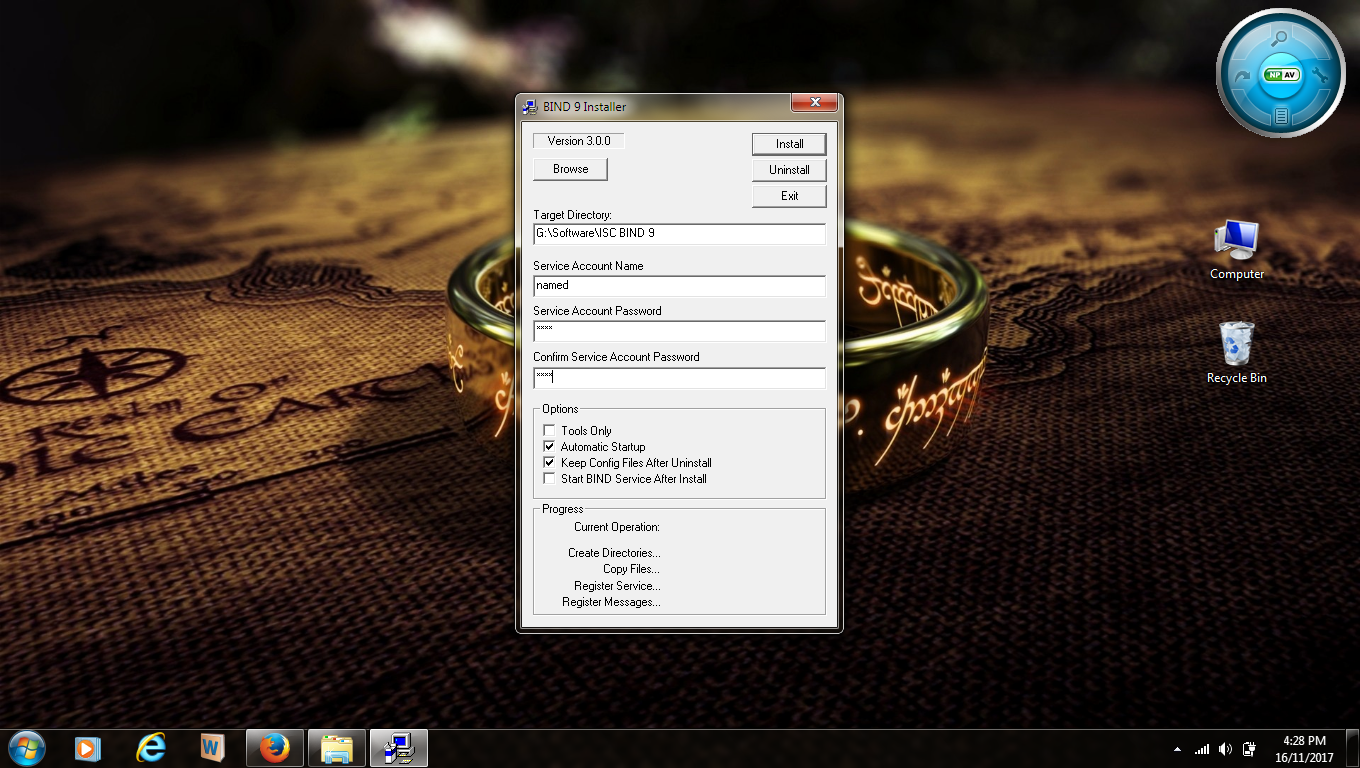 BIND 9 Installer
Version 3.0.0
Install
Browse
Uninstall
Exit
Target Directory:
G:\Software\ISC BIND 9
Service Account Name
named
Service Account Password
****
Confirm Service Account Password
****
Options
Tools Only
Automatic Startup
Keep Config Files After Uninstall
Start BIND Service After Install
Progress
Current Operation:
Create Directories...
Copy Files...
Register Service...
Register Messages...
NP AV
Computer
Recycle Bin
Realm
4:28 PM
16/11/2017